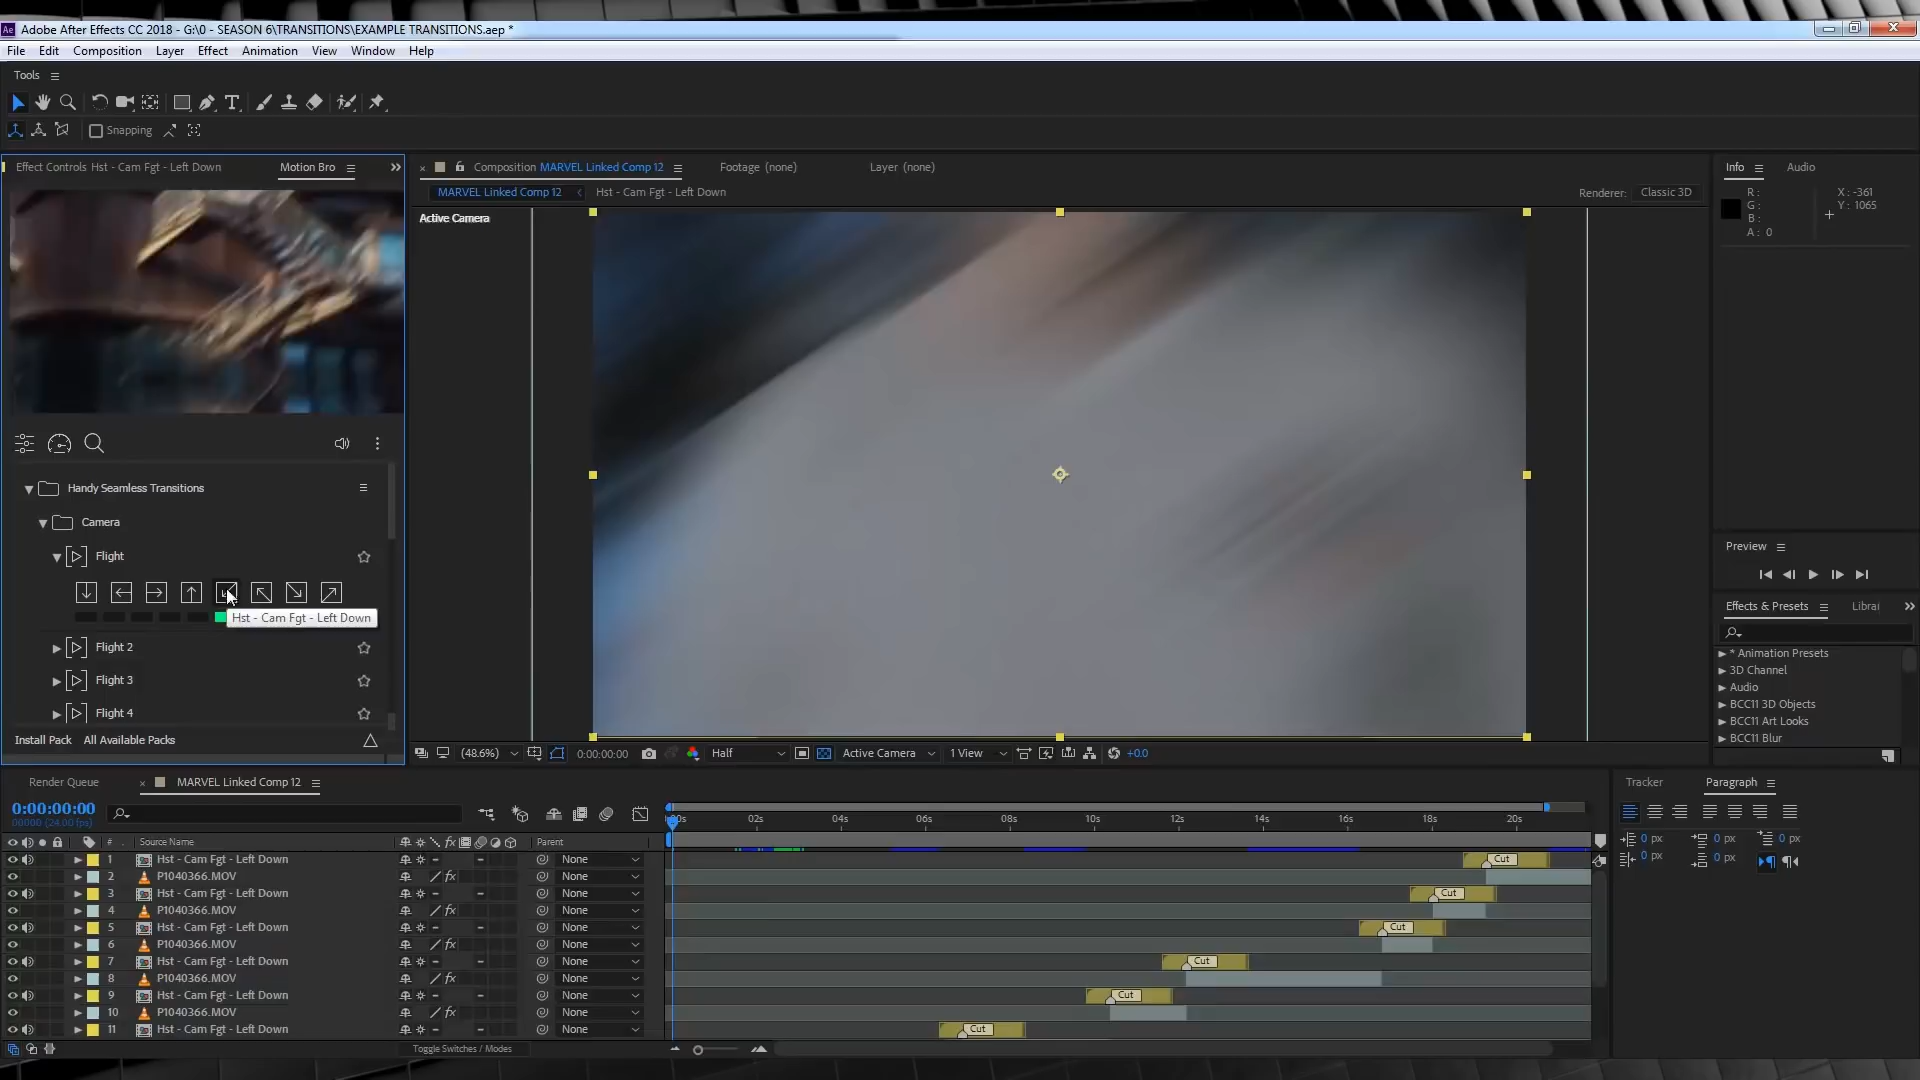 Adobe After Effects CC 2018 - G:\0 - SEASON 6\TRANSITIONS\EXAMPLE TRANSITIONS.aep *
File Edit Composition Layer Effect Animation View Window Help
Tools
Snapping
Effect Controls Hst - Cam Fgt - Left Down Motion Bro
Composition MARVEL Linked Comp 12 Footage (none) Layer (none)
MARVEL Linked Comp 12 Hst - Cam Fgt - Left Down Renderer: Classic 3D
Active Camera
Info Audio
R : X : -361
G : Y : 1065
B :
A : 0
Handy Seamless Transitions
Camera
Flight
Hst - Cam Fgt - Left Down
Flight 2
Flight 3
Flight 4
Install Pack All Available Packs
Preview
Effects & Presets Librai
* Animation Presets
3D Channel
Audio
BCC11 3D Objects
BCC11 Art Looks
BCC11 Blur
(48.6%) 0:00:00:00 Half Active Camera 1 View +0.0
Render Queue MARVEL Linked Comp 12
0:00:00:00
00000 (24.00 fps)
# Source Name fx Parent
:00s 02s 04s 06s 08s 10s 12s 14s 16s 18s 20s
1 Hst - Cam Fgt - Left Down None Cut
2 P1040366.MOV fx None
3 Hst - Cam Fgt - Left Down None Cut
4 P1040366.MOV fx None
5 Hst - Cam Fgt - Left Down None Cut
6 P1040366.MOV fx None
7 Hst - Cam Fgt - Left Down None Cut
8 P1040366.MOV fx None
9 Hst - Cam Fgt - Left Down None Cut
10 P1040366.MOV fx None
11 Hst - Cam Fgt - Left Down None Cut
Toggle Switches / Modes
Tracker Paragraph
0 px 0 px 0 px
0 px 0 px